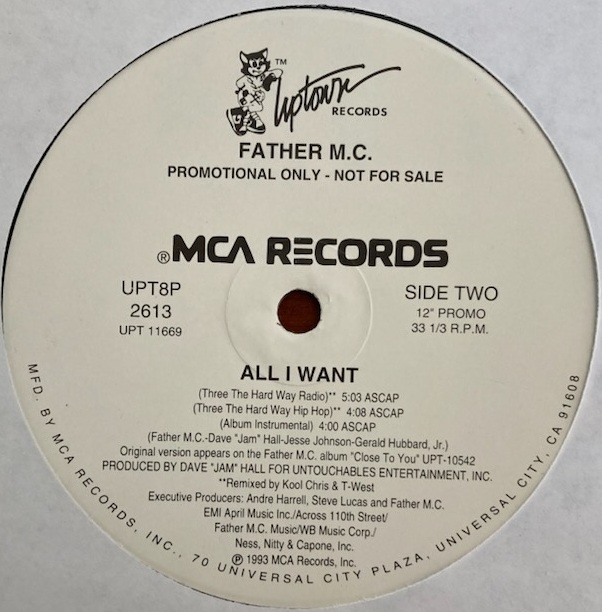 TM
Uptown
RECORDS
FATHER M.C.
PROMOTIONAL ONLY - NOT FOR SALE
®MCA RECORDS
UPT8P
2613
UPT 11669
SIDE TWO
12" PROMO
33 1/3 R.P.M.
ALL I WANT
(Three The Hard Way Radio)** 5:03 ASCAP
(Three The Hard Way Hip Hop)** 4:08 ASCAP
(Album Instrumental) 4:00 ASCAP
(Father M.C.-Dave "Jam" Hall-Jesse Johnson-Gerald Hubbard, Jr.)
Original version appears on the Father M.C. album "Close To You" UPT-10542
PRODUCED BY DAVE "JAM" HALL FOR UNTOUCHABLES ENTERTAINMENT, INC.
**Remixed by Kool Chris & T-West
Executive Producers: Andre Harrell, Steve Lucas and Father M.C.
EMI April Music Inc./Across 110th Street/
Father M.C. Music/WB Music Corp./
Ness, Nitty & Capone, Inc.
℗ 1993 MCA Records, Inc.
MFD. BY MCA RECORDS, INC., 70 UNIVERSAL CITY PLAZA, UNIVERSAL CITY, CA 91608